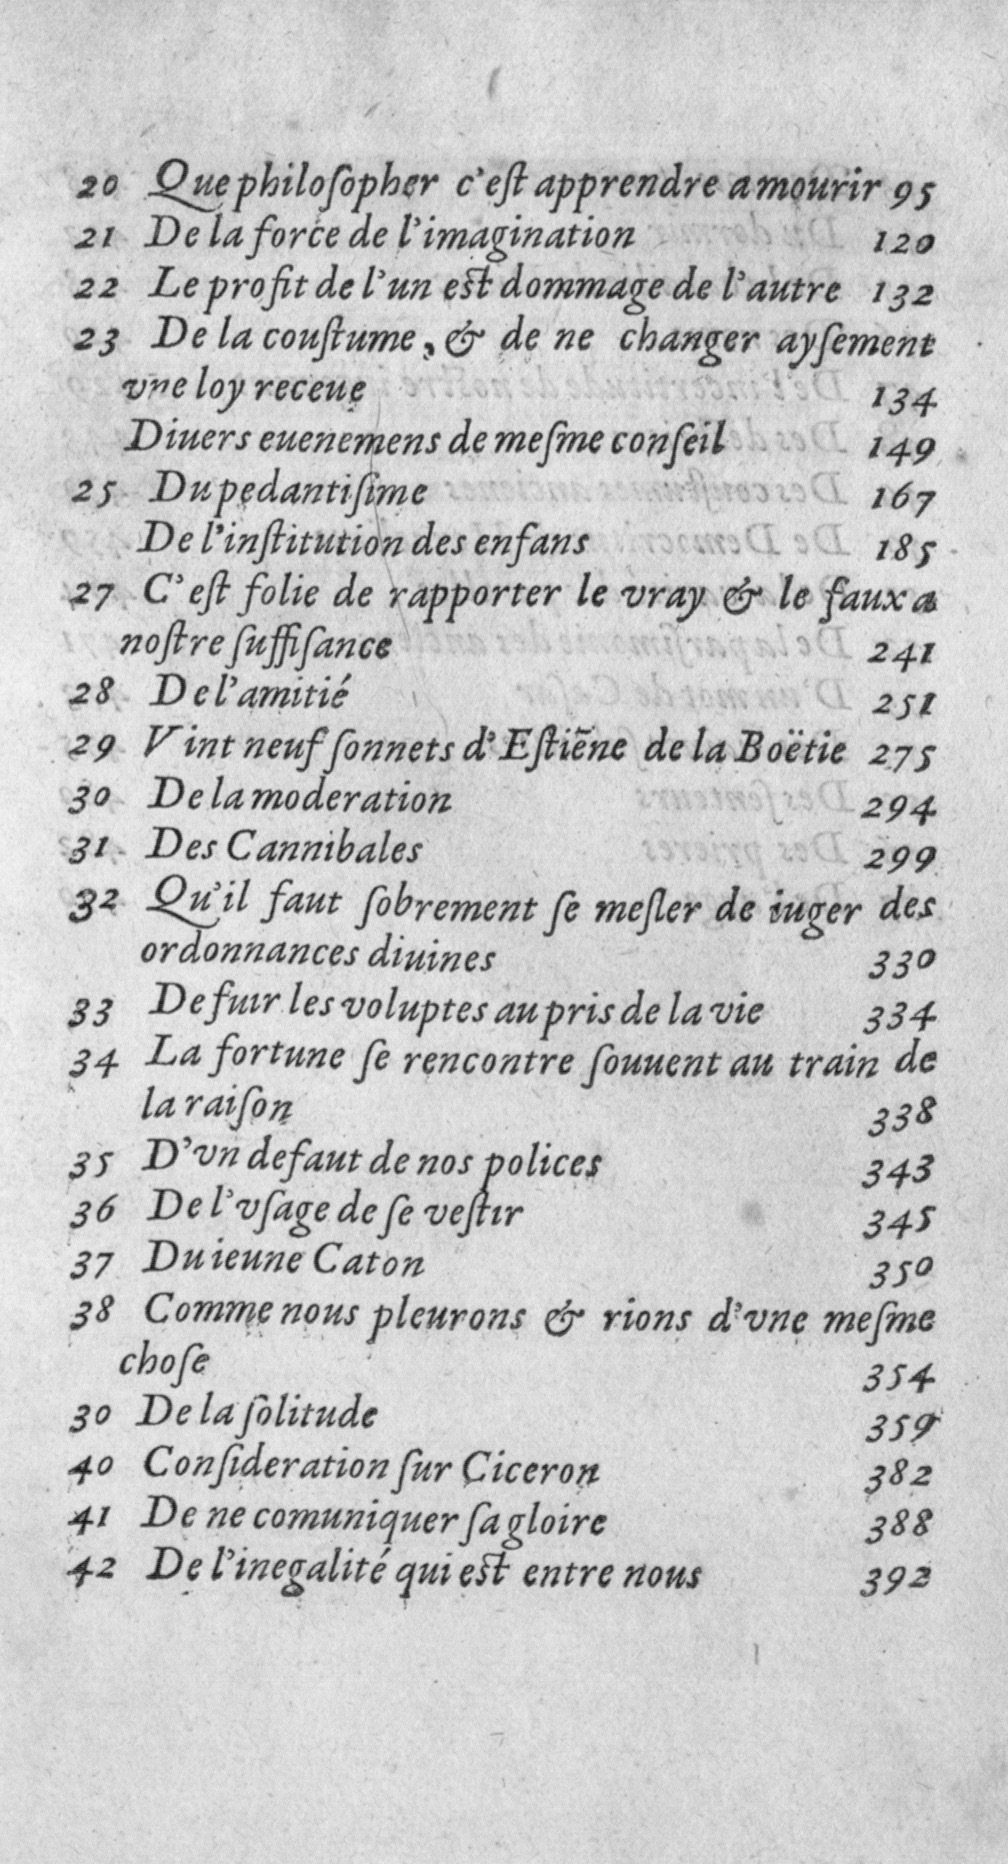 20 Que philoſopher c'eſt apprendre a mourir 95
21 De la force de l'imagination 120
22 Le profit de l'un eſt dommage de l'autre 132
23 De la couſtume, & de ne changer ayſement
vne loy receue 134
Diuers euenemens de meſme conſeil 149
25 Du pedantiſime 167
De l'inſtitution des enfans 185
27 C'eſt folie de rapporter le vray & le faux a
noſtre ſuffiſance 241
28 De l'amitié 251
29 Vint neuf ſonnets d'Eſtiēne de la Boëtie 275
30 De la moderation 294
31 Des Cannibales 299
32 Qu'il faut ſobrement ſe meſler de iuger des
ordonnances diuines 330
33 De fuir les voluptes au pris de la vie 334
34 La fortune ſe rencontre ſouuent au train de
la raiſon 338
35 D'vn defaut de nos polices 343
36 De l'vſage de ſe veſtir 345
37 Du ieune Caton 350
38 Comme nous pleurons & rions d'vne meſme
choſe 354
30 De la ſolitude 359
40 Conſideration ſur Ciceron 382
41 De ne comuniquer ſa gloire 388
42 De l'inegalité qui eſt entre nous 392